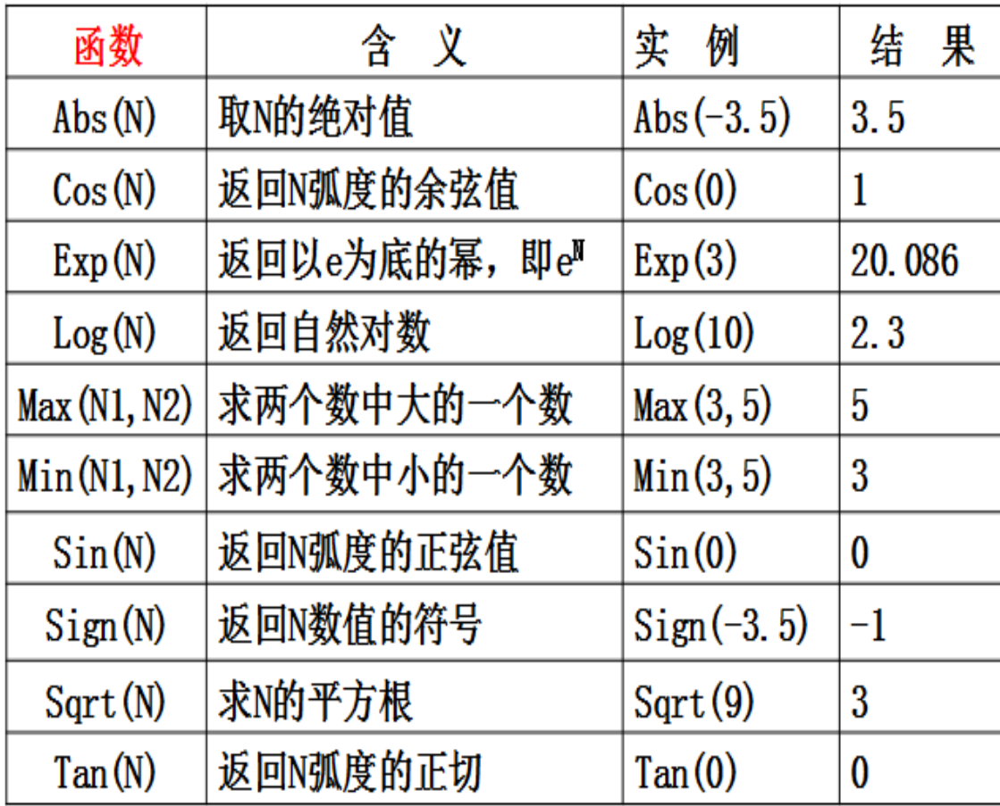 函数 含 义 实 例 结 果
Abs(N) 取N的绝对值 Abs(-3.5) 3.5
Cos(N) 返回N弧度的余弦值 Cos(0) 1
Exp(N) 返回以e为底的幂，即eᴺ Exp(3) 20.086
Log(N) 返回自然对数 Log(10) 2.3
Max(N1,N2) 求两个数中大的一个数 Max(3,5) 5
Min(N1,N2) 求两个数中小的一个数 Min(3,5) 3
Sin(N) 返回N弧度的正弦值 Sin(0) 0
Sign(N) 返回N数值的符号 Sign(-3.5) -1
Sqrt(N) 求N的平方根 Sqrt(9) 3
Tan(N) 返回N弧度的正切 Tan(0) 0